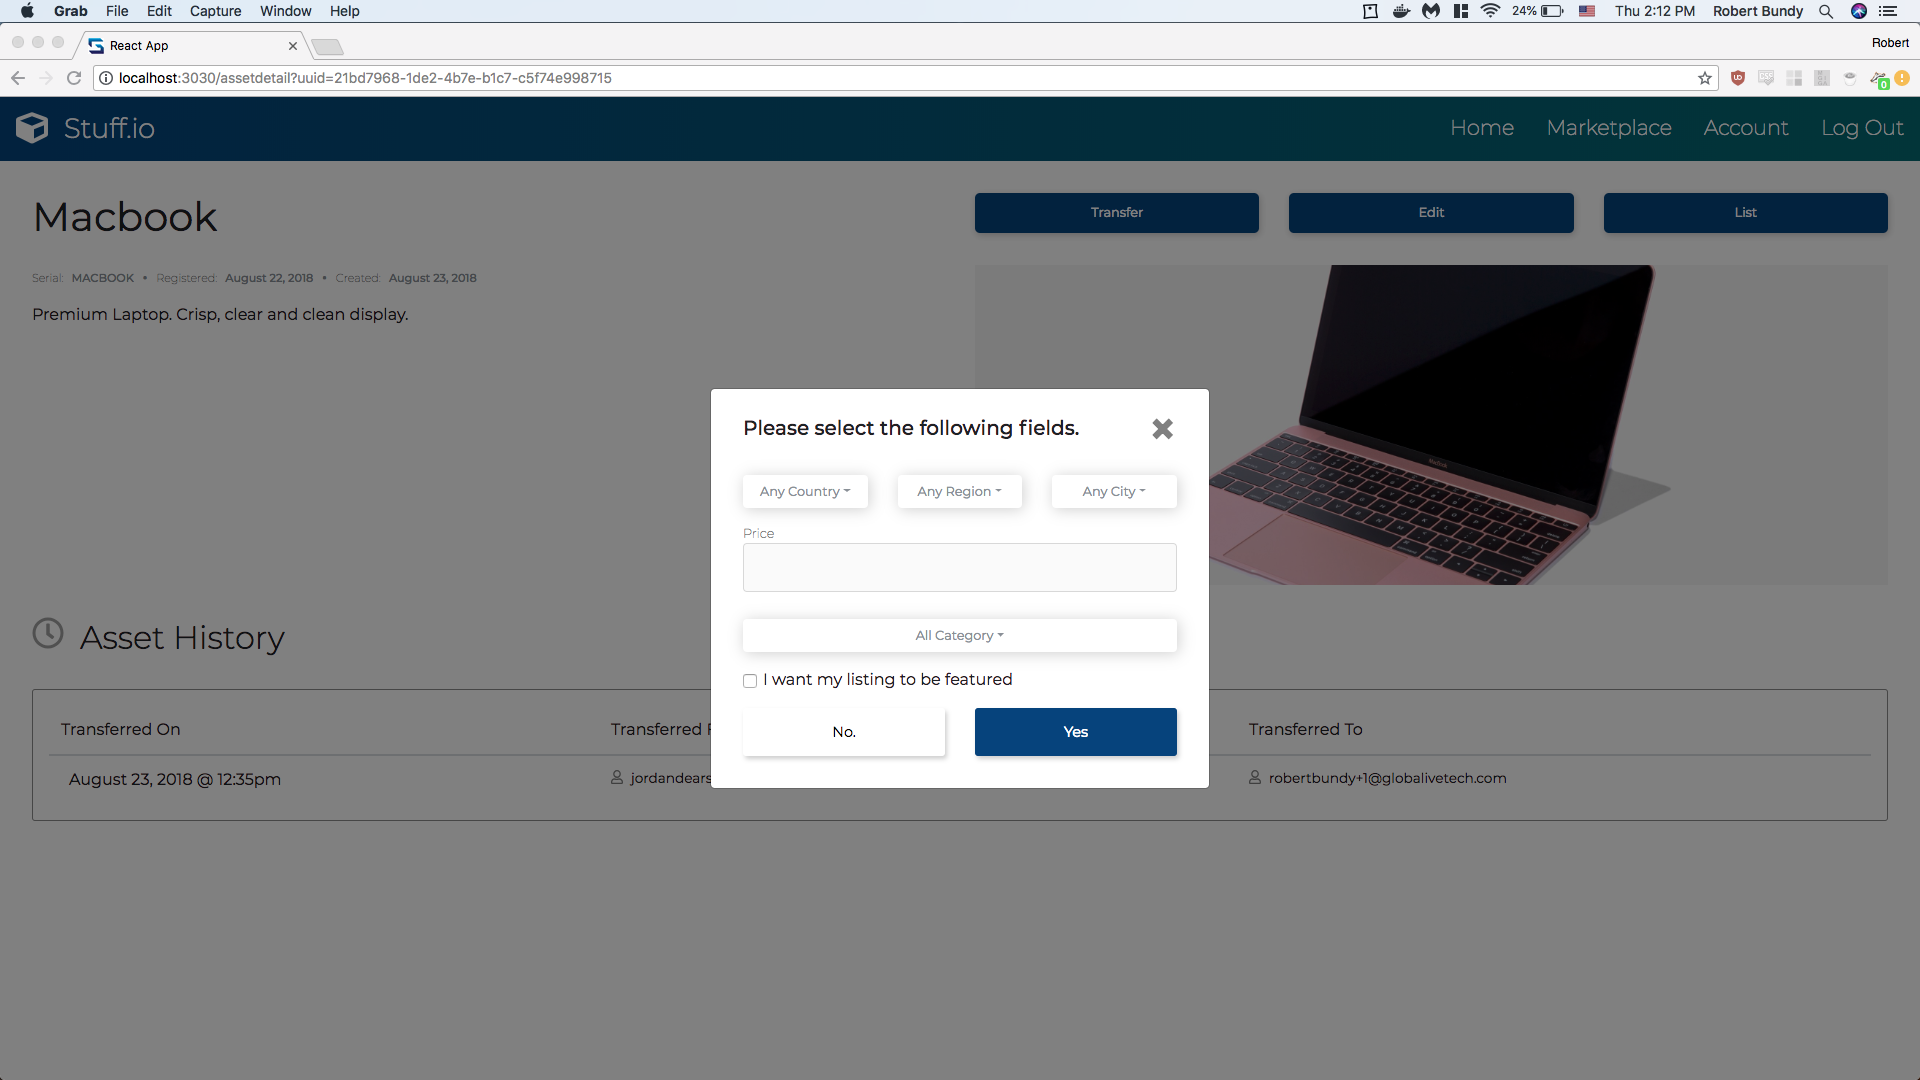 Grab File Edit Capture Window Help 24% Thu 2:12 PM Robert Bundy
React App
Robert
localhost:3030/assetdetail?uuid=21bd7968-1de2-4b7e-b1c7-c5f74e998715
0
Stuff.io Home Marketplace Account Log Out
Macbook
Transfer Edit List
Serial: MACBOOK • Registered: August 22, 2018 • Created: August 23, 2018
Premium Laptop. Crisp, clear and clean display.
Please select the following fields.
Any Country Any Region Any City
Price
All Category
I want my listing to be featured
No. Yes
Asset History
Transferred On Transferred Transferred To
August 23, 2018 @ 12:35pm jordandears robertbundy+1@globalivetech.com